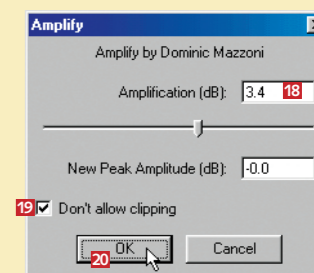 Amplify
Amplify by Dominic Mazzoni
Amplification (dB): 3.4 18
New Peak Amplitude (dB): -0.0
19 Don't allow clipping
20 OK Cancel